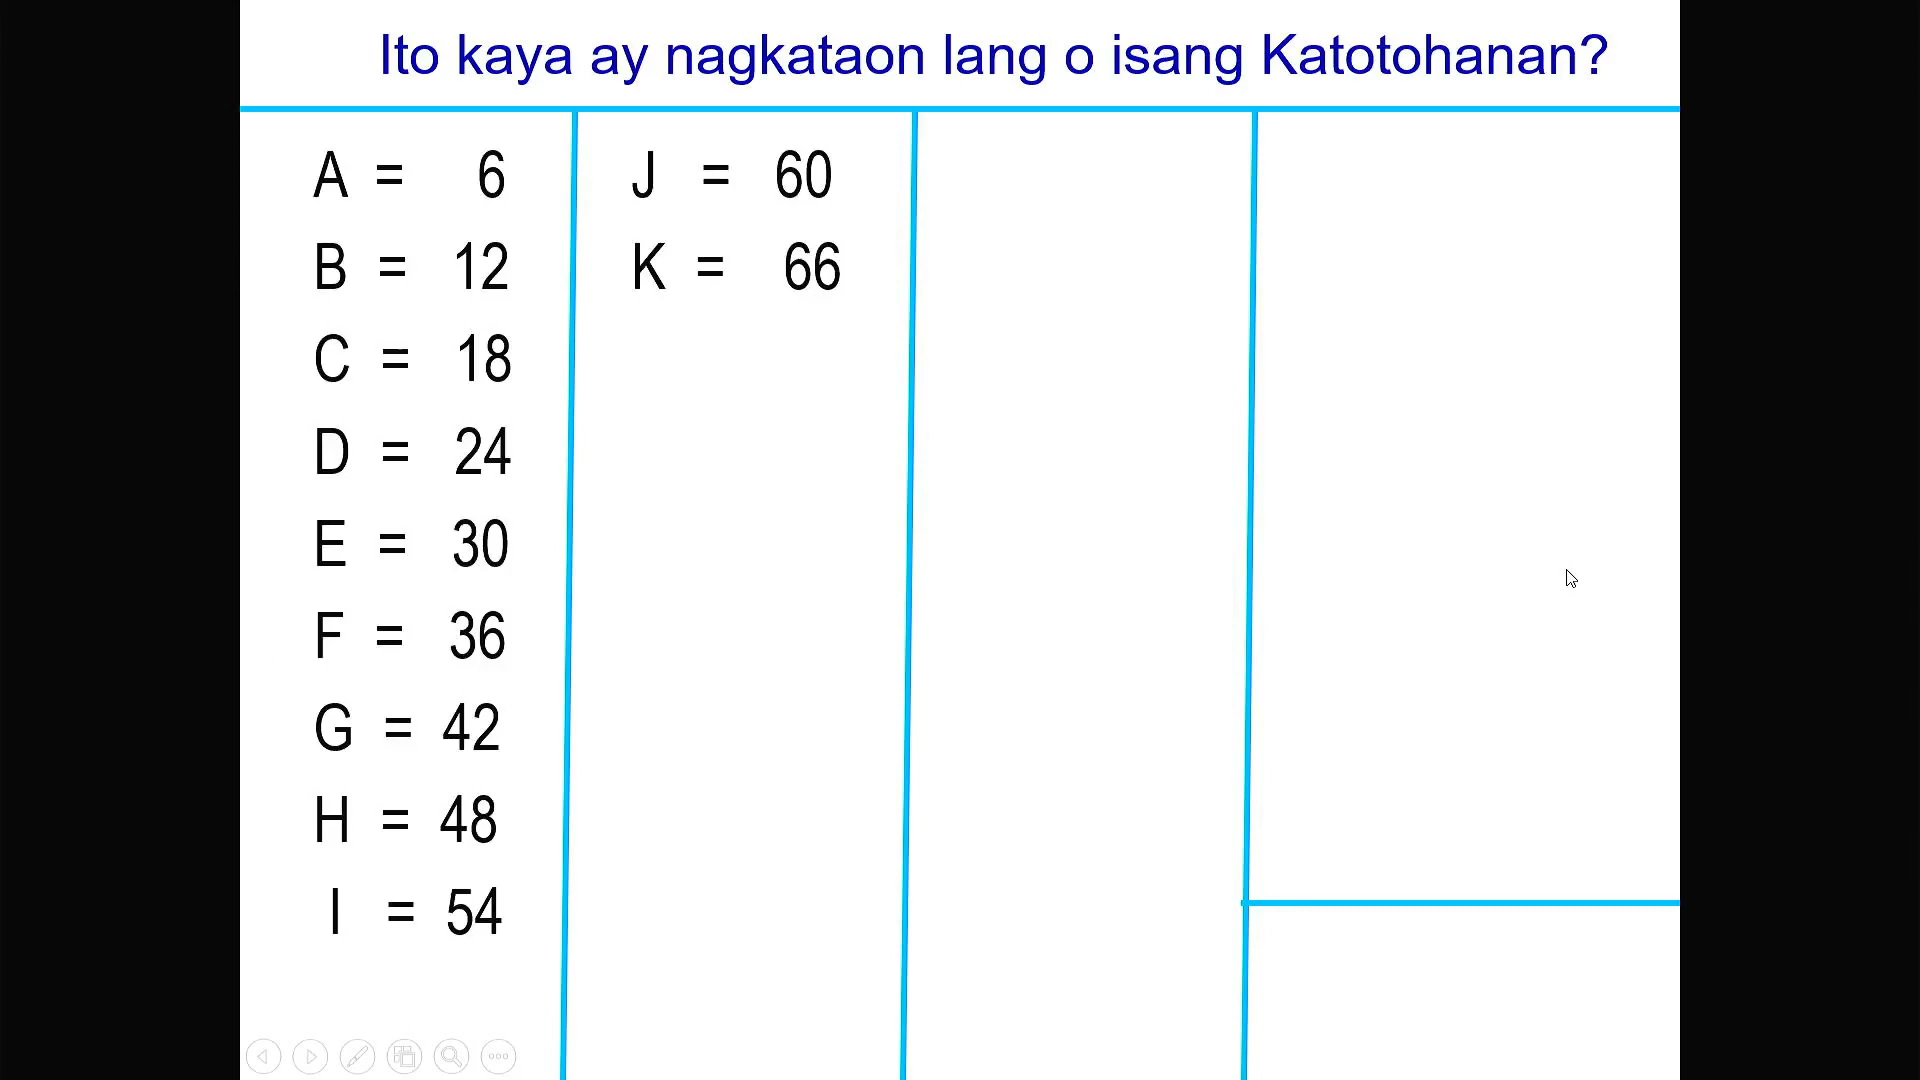 Ito kaya ay nagkataon lang o isang Katotohanan?
A = 6
B = 12
C = 18
D = 24
E = 30
F = 36
G = 42
H = 48
I = 54
J = 60
K = 66